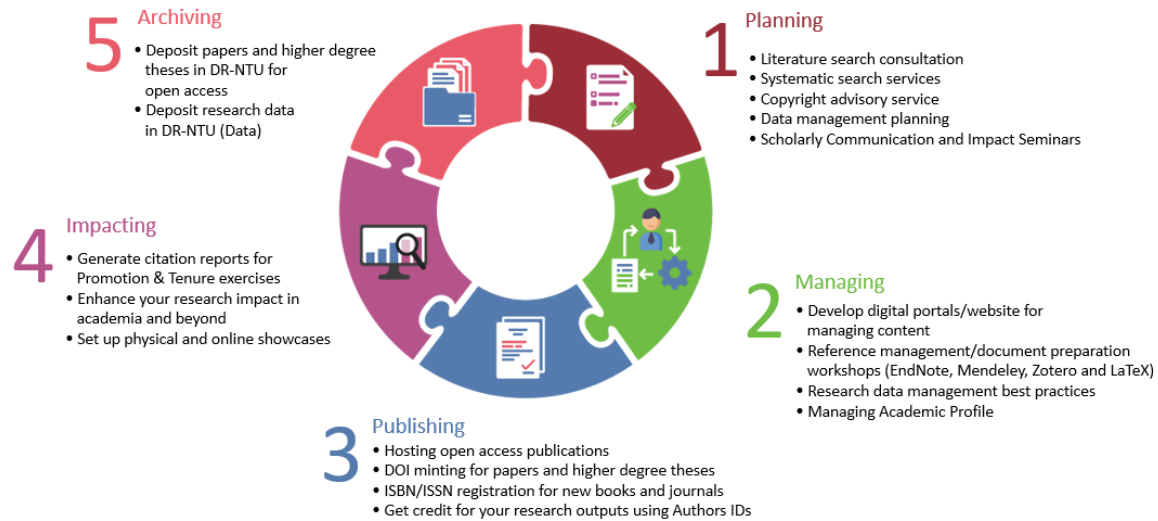 1
Planning
• Literature search consultation
• Systematic search services
• Copyright advisory service
• Data management planning
• Scholarly Communication and Impact Seminars
2
Managing
• Develop digital portals/website for
managing content
• Reference management/document preparation
workshops (EndNote, Mendeley, Zotero and LaTeX)
• Research data management best practices
• Managing Academic Profile
3
Publishing
• Hosting open access publications
• DOI minting for papers and higher degree theses
• ISBN/ISSN registration for new books and journals
• Get credit for your research outputs using Authors IDs
4
Impacting
• Generate citation reports for
Promotion & Tenure exercises
• Enhance your research impact in
academia and beyond
• Set up physical and online showcases
5
Archiving
• Deposit papers and higher degree
theses in DR-NTU for
open access
• Deposit research data
in DR-NTU (Data)